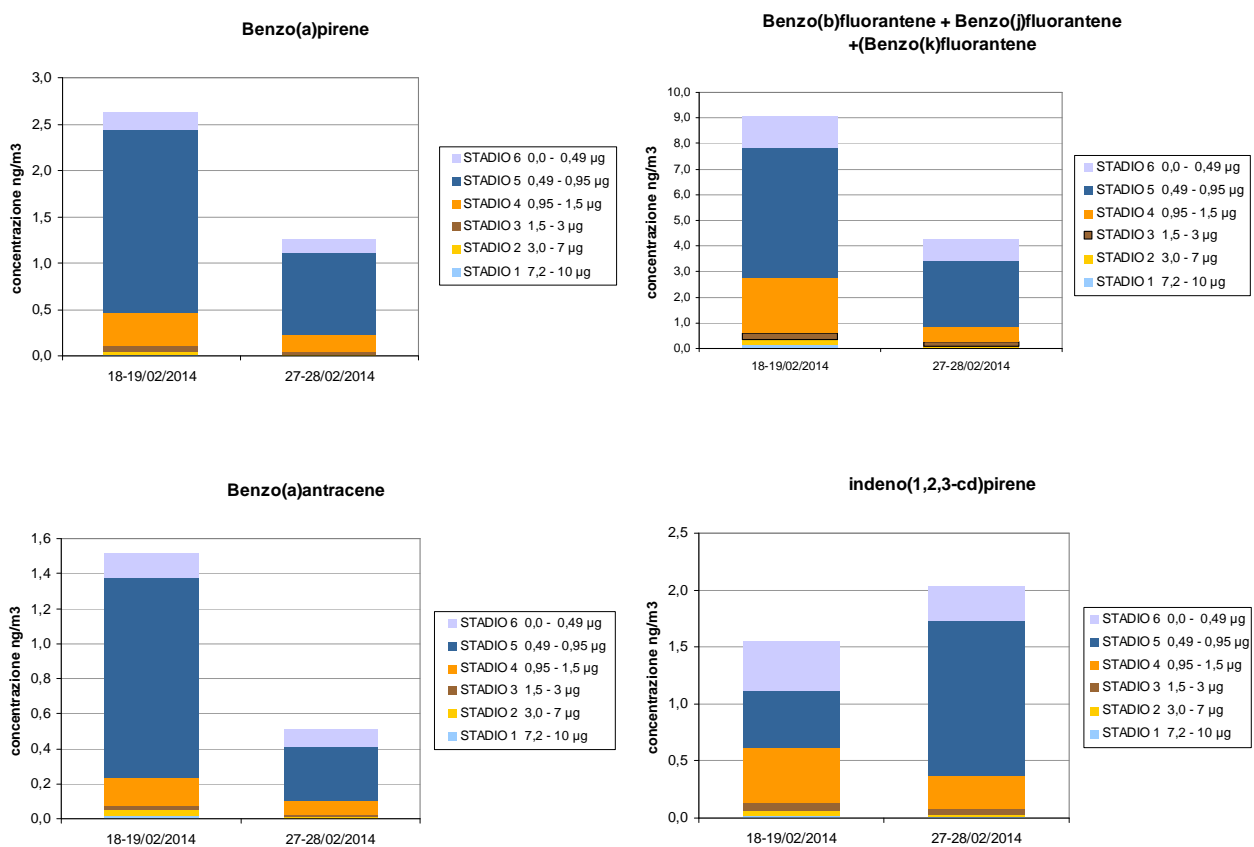 Benzo(a)pirene
concentrazione ng/m3
3,0
2,5
2,0
1,5
1,0
0,5
0,0
18-19/02/2014
27-28/02/2014
STADIO 6 0,0 - 0,49 µg
STADIO 5 0,49 - 0,95 µg
STADIO 4 0,95 - 1,5 µg
STADIO 3 1,5 - 3 µg
STADIO 2 3,0 - 7 µg
STADIO 1 7,2 - 10 µg
Benzo(b)fluorantene + Benzo(j)fluorantene
+(Benzo(k)fluorantene
concentrazione ng/m3
10,0
9,0
8,0
7,0
6,0
5,0
4,0
3,0
2,0
1,0
0,0
18-19/02/2014
27-28/02/2014
STADIO 6 0,0 - 0,49 µg
STADIO 5 0,49 - 0,95 µg
STADIO 4 0,95 - 1,5 µg
STADIO 3 1,5 - 3 µg
STADIO 2 3,0 - 7 µg
STADIO 1 7,2 - 10 µg
Benzo(a)antracene
concentrazione ng/m3
1,6
1,4
1,2
1,0
0,8
0,6
0,4
0,2
0,0
18-19/02/2014
27-28/02/2014
STADIO 6 0,0 - 0,49 µg
STADIO 5 0,49 - 0,95 µg
STADIO 4 0,95 - 1,5 µg
STADIO 3 1,5 - 3 µg
STADIO 2 3,0 - 7 µg
STADIO 1 7,2 - 10 µg
indeno(1,2,3-cd)pirene
concentrazione ng/m3
2,5
2,0
1,5
1,0
0,5
0,0
18-19/02/2014
27-28/02/2014
STADIO 6 0,0 - 0,49 µg
STADIO 5 0,49 - 0,95 µg
STADIO 4 0,95 - 1,5 µg
STADIO 3 1,5 - 3 µg
STADIO 2 3,0 - 7 µg
STADIO 1 7,2 - 10 µg